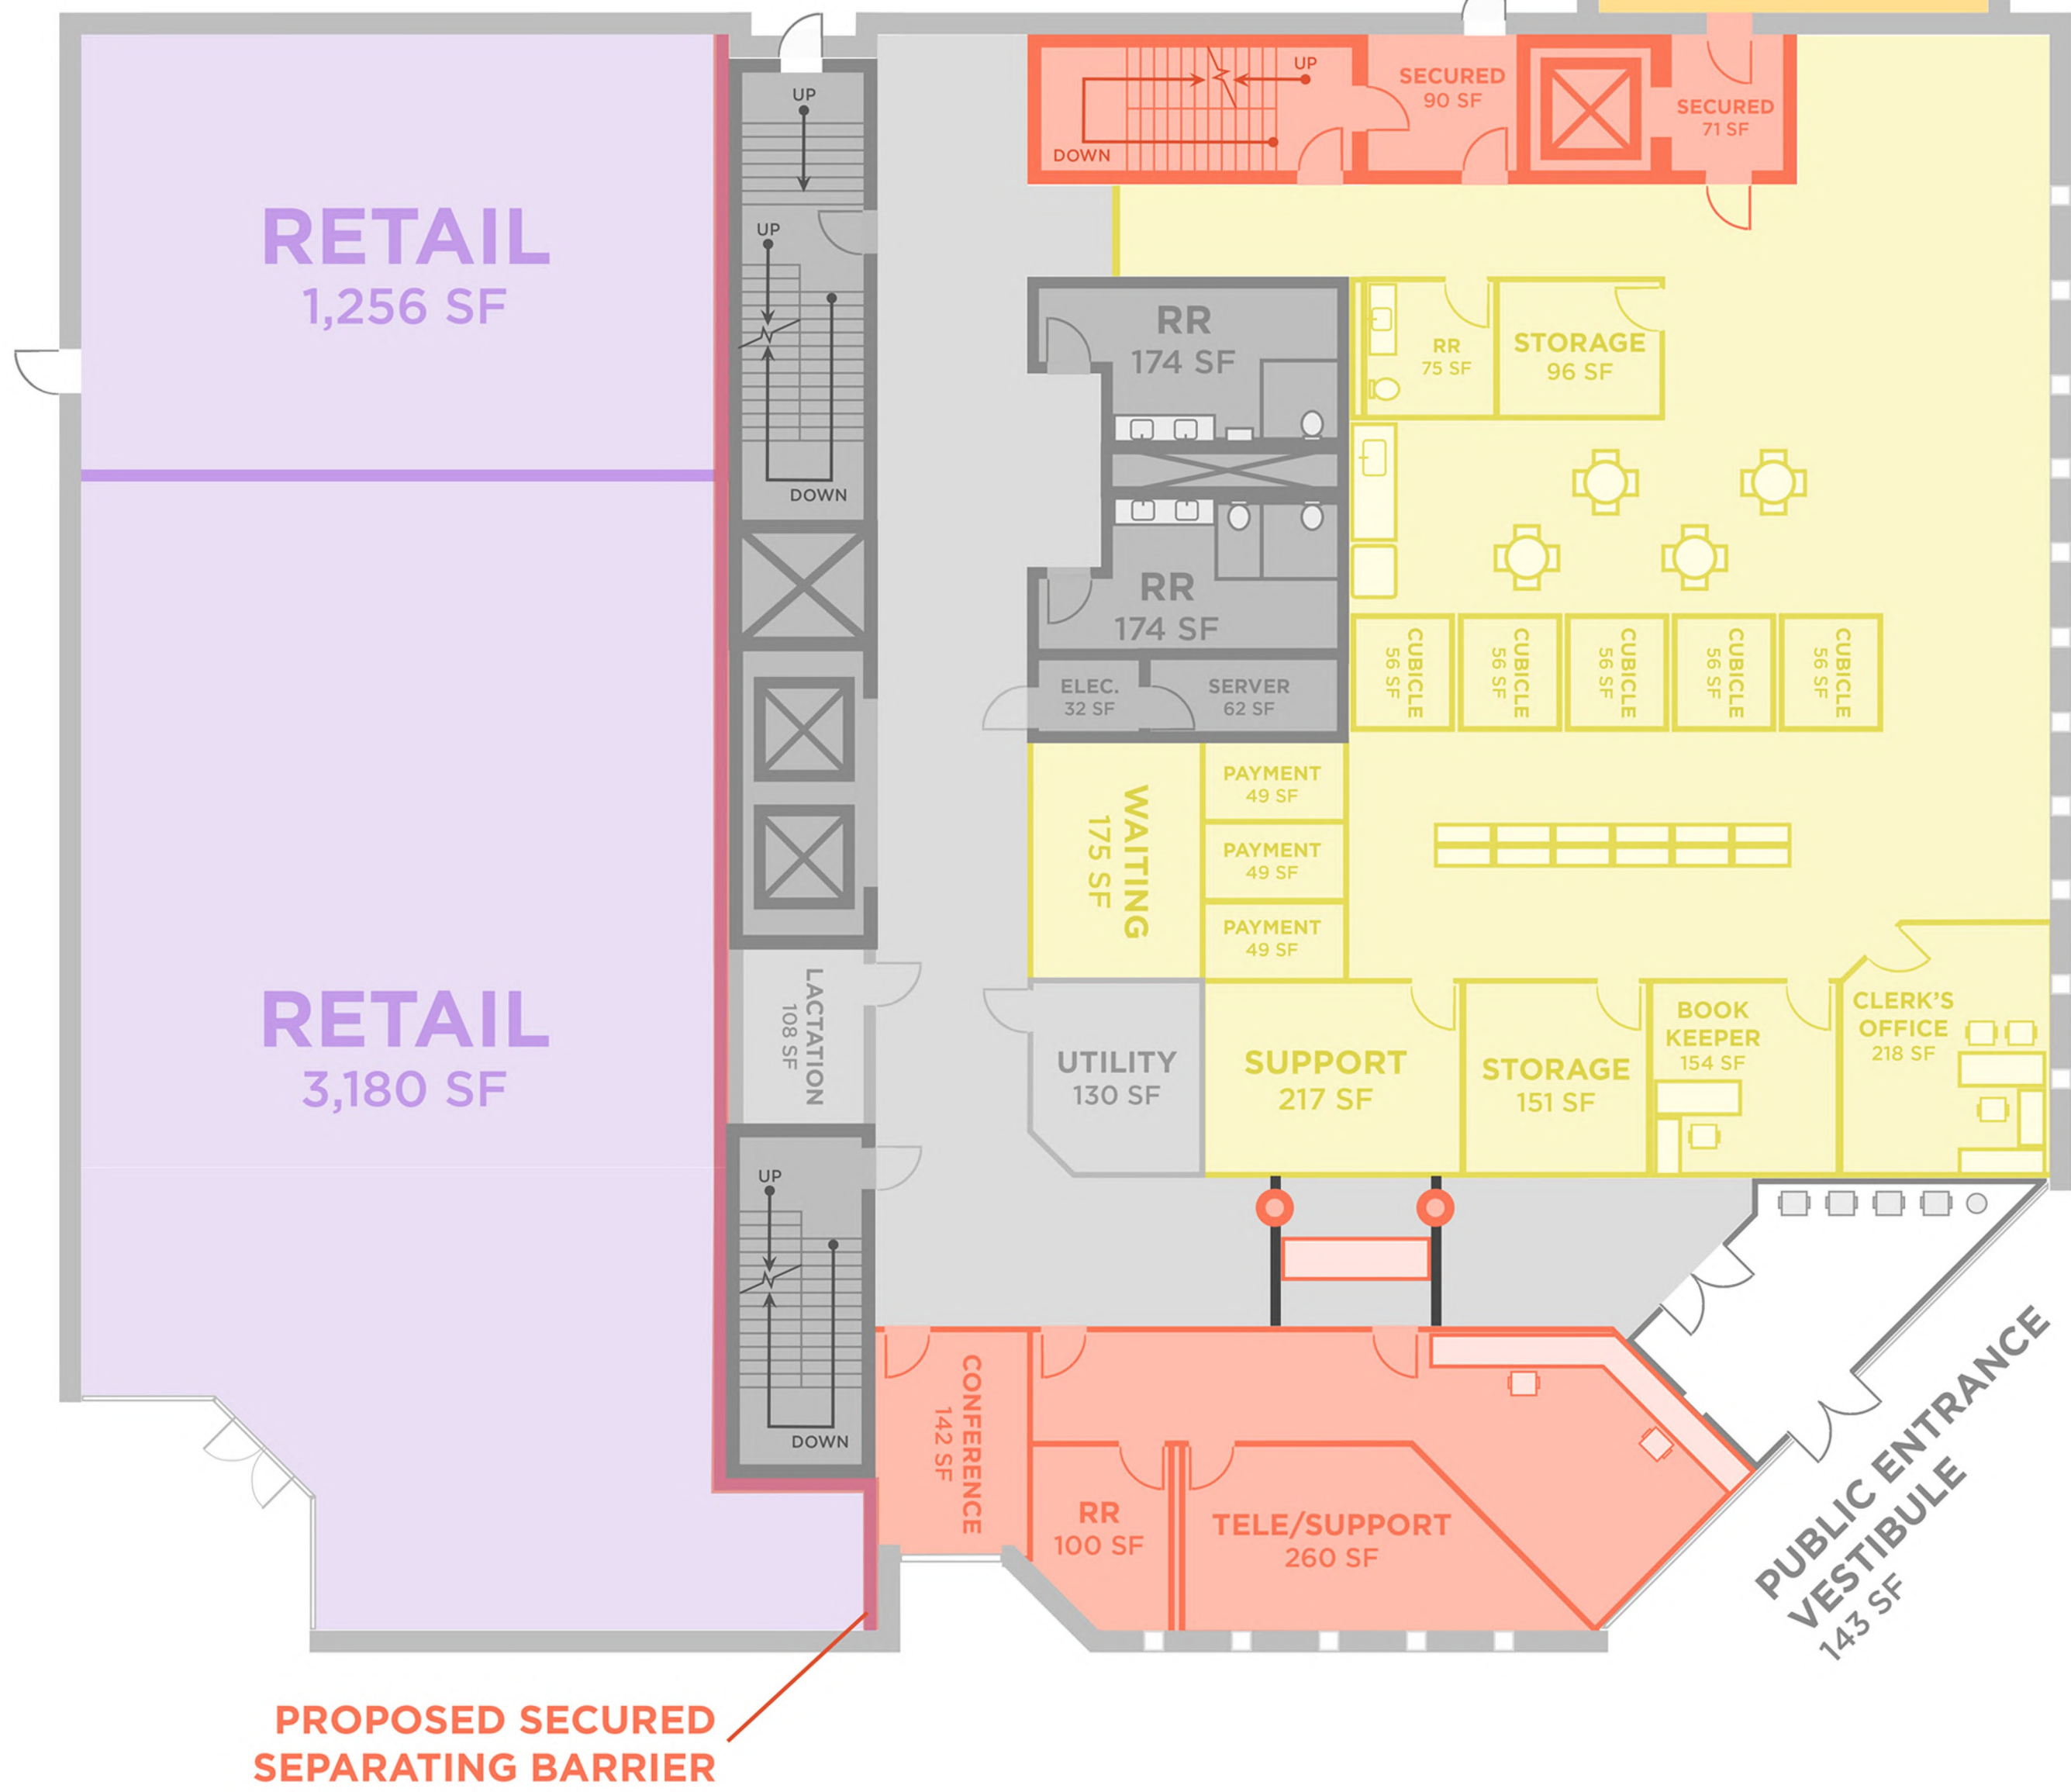 UP
UP
SECURED
90 SF
SECURED
71 SF
DOWN
RETAIL
1,256 SF
UP
DOWN
RR
174 SF
RR
75 SF
STORAGE
96 SF
RR
174 SF
CUBICLE
56 SF
CUBICLE
56 SF
CUBICLE
56 SF
CUBICLE
56 SF
CUBICLE
56 SF
ELEC.
32 SF
SERVER
62 SF
WAITING
175 SF
PAYMENT
49 SF
PAYMENT
49 SF
PAYMENT
49 SF
RETAIL
3,180 SF
LACTATION
108 SF
UTILITY
130 SF
SUPPORT
217 SF
STORAGE
151 SF
BOOK
KEEPER
154 SF
CLERK'S
OFFICE
218 SF
UP
DOWN
CONFERENCE
142 SF
RR
100 SF
TELE/SUPPORT
260 SF
PUBLIC ENTRANCE
VESTIBULE
143 SF
PROPOSED SECURED
SEPARATING BARRIER